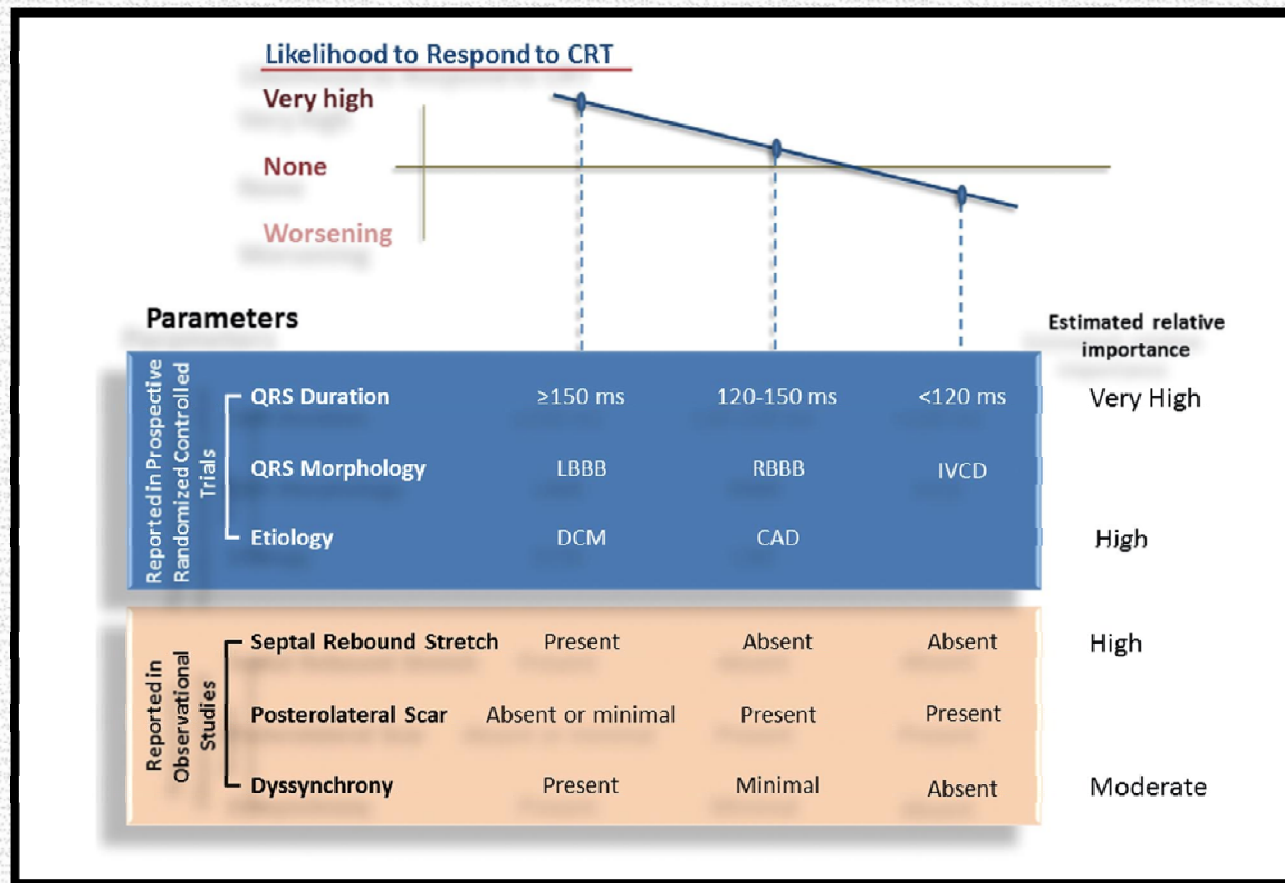 Likelihood to Respond to CRT
Very high
None
Worsening
Parameters
Estimated relative
importance
Reported in Prospective
Randomized Controlled
Trials
QRS Duration ≥150 ms 120-150 ms <120 ms Very High
QRS Morphology LBBB RBBB IVCD
Etiology DCM CAD High
Reported in
Observational
Studies
Septal Rebound Stretch Present Absent Absent High
Posterolateral Scar Absent or minimal Present Present
Dyssynchrony Present Minimal Absent Moderate